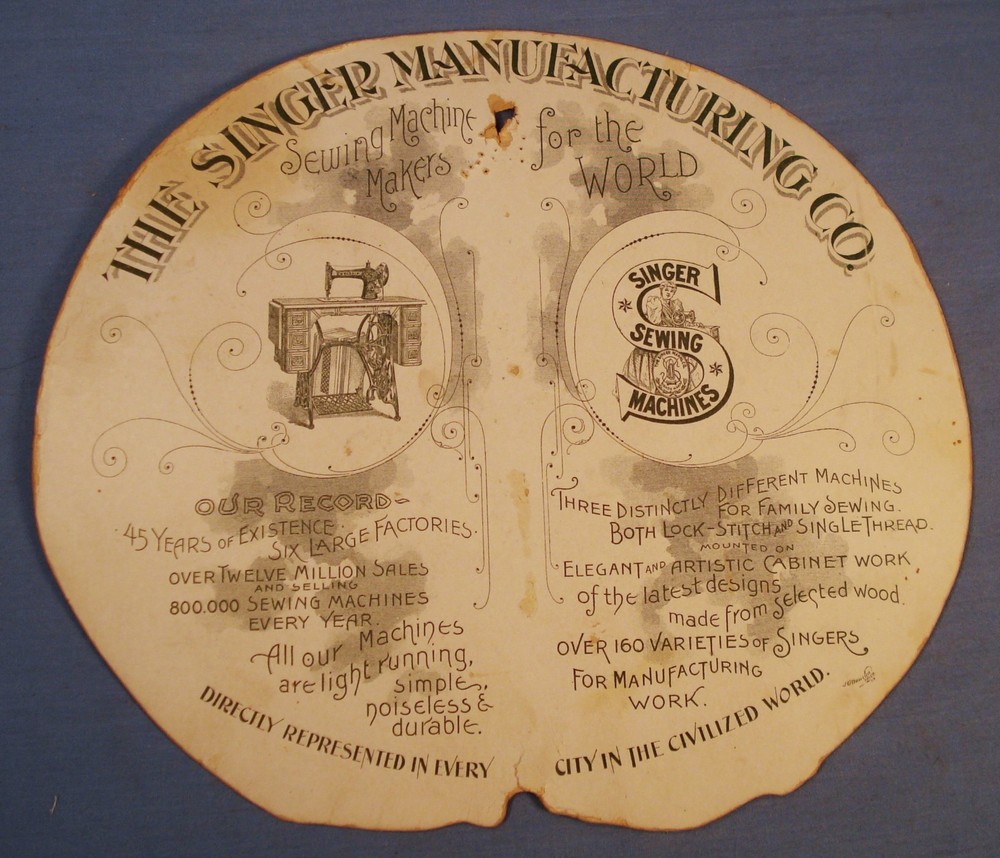 THE SINGER MANUFACTURING CO.
Sewing Machine
Makers
for the
WORLD
SINGER
SEWING
MACHINES
OUR RECORD~
45 YEARS OF EXISTENCE.
SIX LARGE FACTORIES.
OVER TWELVE MILLION SALES
AND SELLING
800.000 SEWING MACHINES
EVERY YEAR
All our Machines
are light running,
simple,
noiseless &
durable.
THREE DISTINCTLY DIFFERENT MACHINES
FOR FAMILY SEWING.
BOTH LOCK-STITCH AND SINGLE THREAD.
MOUNTED ON
ELEGANT AND ARTISTIC CABINET WORK
of the latest designs
made from selected wood.
OVER 160 VARIETIES OF SINGERS
FOR MANUFACTURING
WORK.
DIRECTLY REPRESENTED IN EVERY CITY IN THE CIVILIZED WORLD.